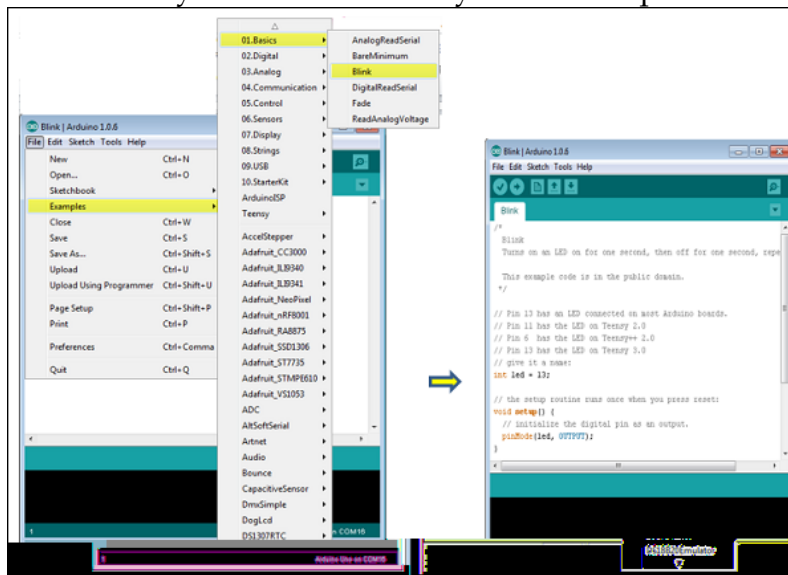 01.Basics
02.Digital
03.Analog
04.Communication
05.Control
06.Sensors
07.Display
08.Strings
09.USB
10.StarterKit
ArduinoISP
Teensy
AccelStepper
Adafruit_CC3000
Adafruit_ILI9340
Adafruit_ILI9341
Adafruit_NeoPixel
Adafruit_nRF8001
Adafruit_RA8875
Adafruit_SSD1306
Adafruit_ST7735
Adafruit_STMPE610
Adafruit_VS1053
ADC
AltSoftSerial
Artnet
Audio
Bounce
CapacitiveSensor
DmxSimple
DogLcd
DS1307RTC
AnalogReadSerial
BareMinimum
Blink
DigitalReadSerial
Fade
ReadAnalogVoltage
Blink | Arduino 1.0.6
File Edit Sketch Tools Help
New Ctrl+N
Open... Ctrl+O
Sketchbook
Examples
Close Ctrl+W
Save Ctrl+S
Save As... Ctrl+Shift+S
Upload Ctrl+U
Upload Using Programmer Ctrl+Shift+U
Page Setup Ctrl+Shift+P
Print Ctrl+P
Preferences Ctrl+Comma
Quit Ctrl+Q
1
n COM16
Blink | Arduino 1.0.6
File Edit Sketch Tools Help
Blink
/*
Blink
Turns on an LED on for one second, then off for one second, repe
This example code is in the public domain.
*/
// Pin 13 has an LED connected on most Arduino boards.
// Pin 11 has the LED on Teensy 2.0
// Pin 6 has the LED on Teensy++ 2.0
// Pin 13 has the LED on Teensy 3.0
// give it a name:
int led = 13;
// the setup routine runs once when you press reset:
void setup() {
// initialize the digital pin as an output.
pinMode(led, OUTPUT);
}
1
Arduino Uno on COM16